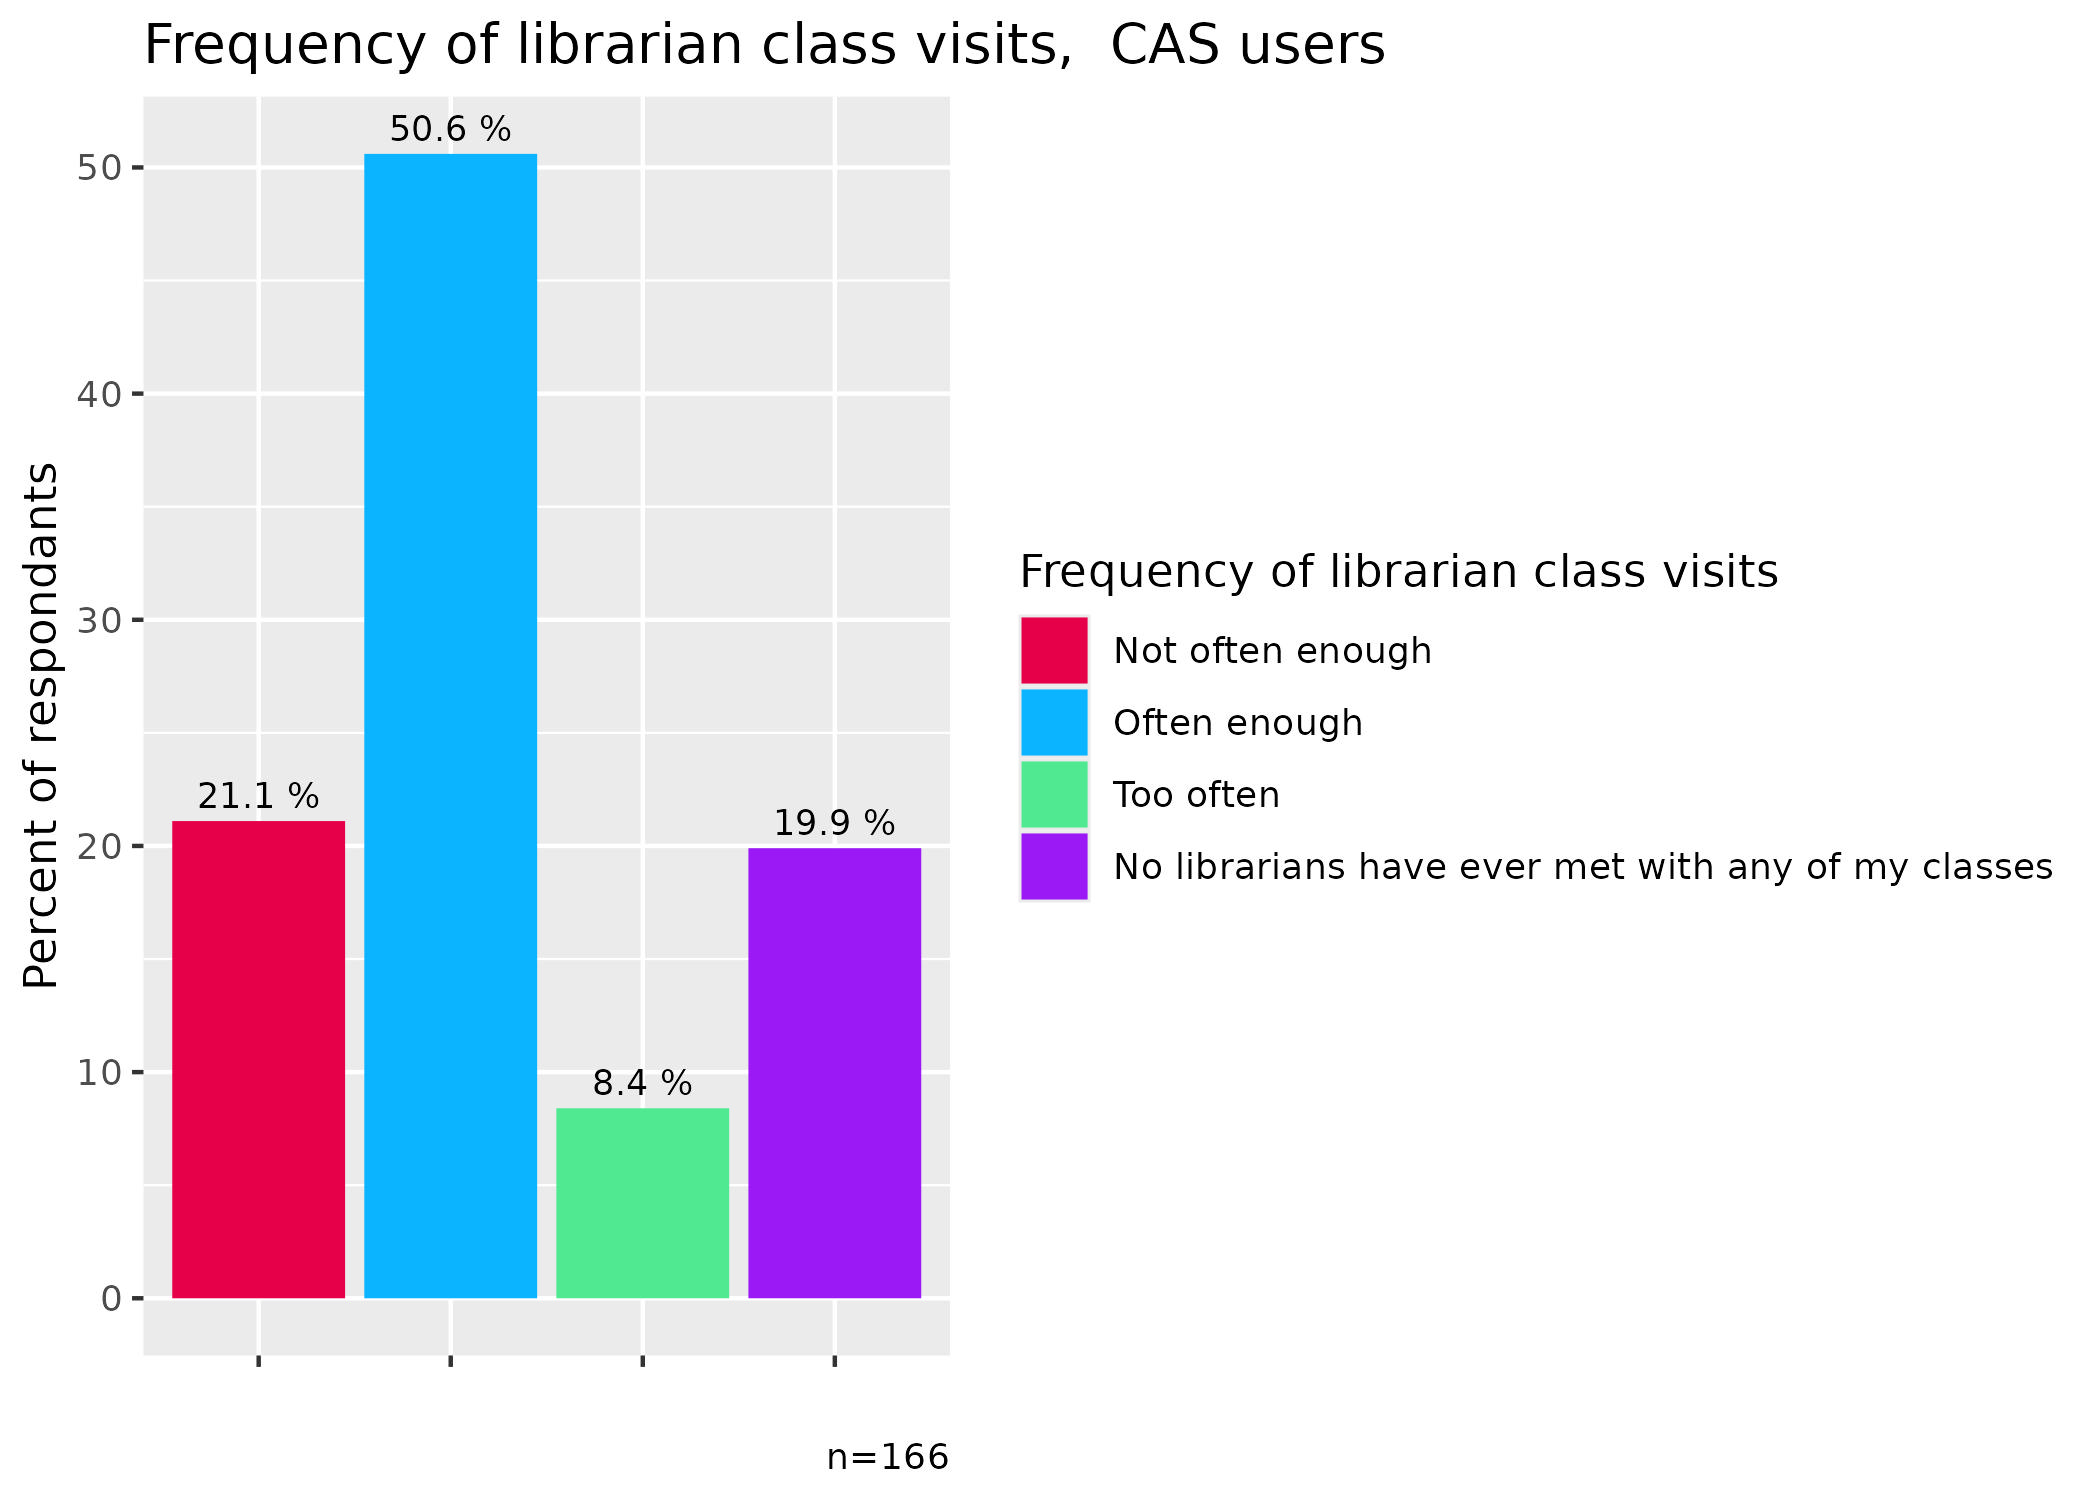 Frequency of librarian class visits,  CAS users
Percent of respondants
50
40
30
20
10
0
21.1 %
50.6 %
8.4 %
19.9 %
Frequency of librarian class visits
Not often enough
Often enough
Too often
No librarians have ever met with any of my classes
n=166